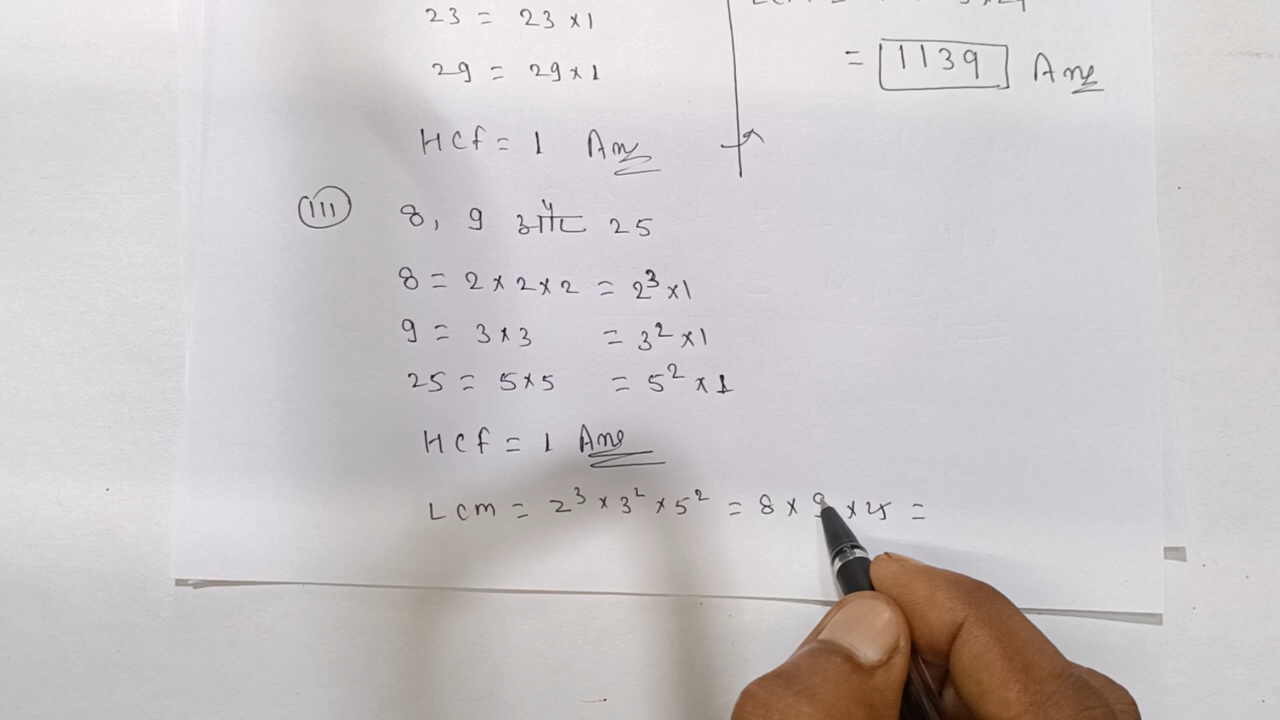 23 = 23 × 1
29 = 29 × 1
= 1139 Ans
HCf = 1 Ans
(III) 8, 9 और 25
8 = 2 × 2 × 2 = 2³ × 1
9 = 3 × 3 = 3² × 1
25 = 5 × 5 = 5² × 1
HCf = 1 Ans
Lcm = 2³ × 3² × 5² = 8 × 9 × 25 =